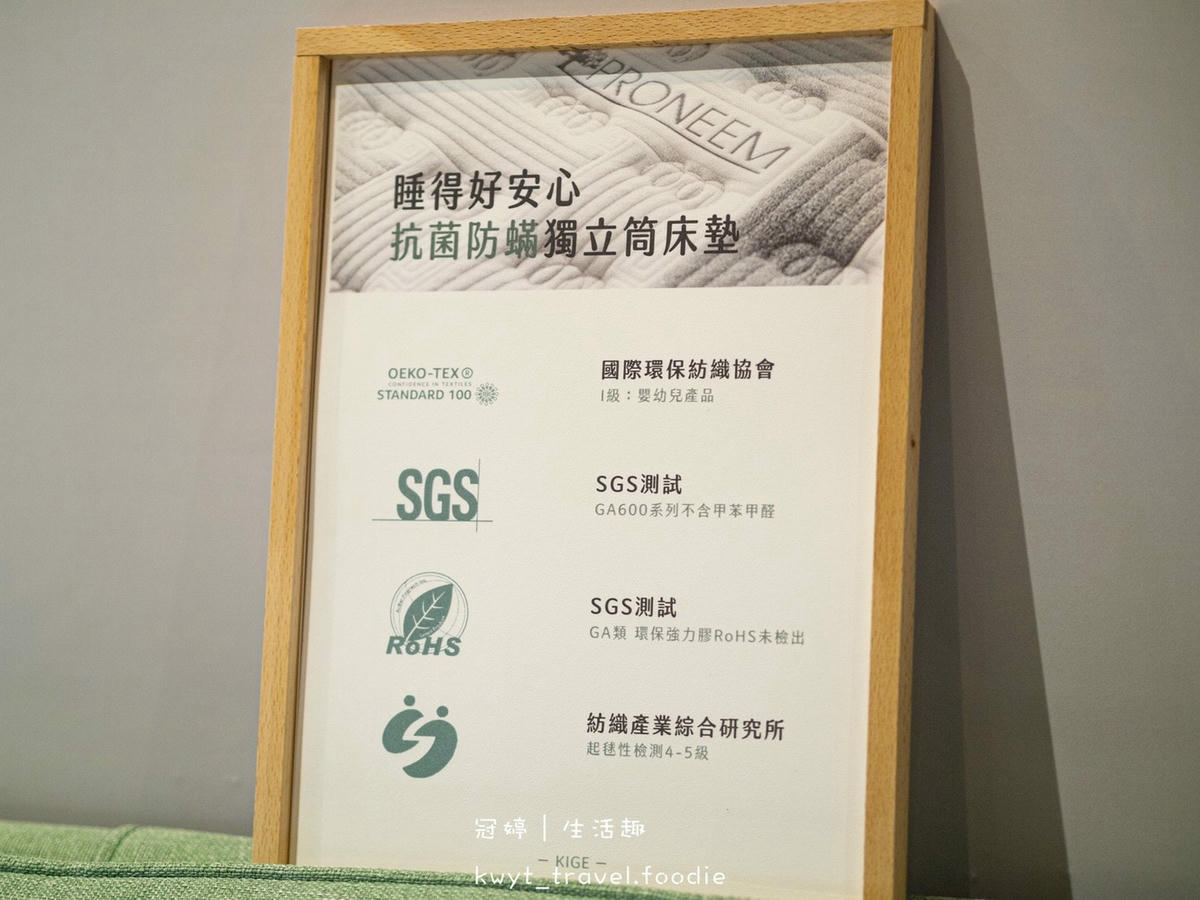 PRONEEM
睡得好安心
抗菌防蟎獨立筒床墊
OEKO-TEX®
CONFIDENCE IN TEXTILES
STANDARD 100
國際環保紡織協會
I級：嬰幼兒產品
SGS
SGS測試
GA600系列不含甲苯甲醛
RoHS
SGS測試
GA類 環保強力膠RoHS未檢出
紡織產業綜合研究所
起毬性檢測4-5級
冠婷｜生活趣
— KIGE —
kwyt_travel.foodie